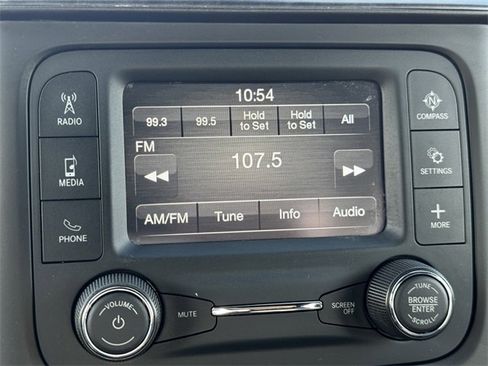 10:54
RADIO
99.3 99.5 Hold to Set Hold to Set All
COMPASS
FM
107.5
MEDIA
SETTINGS
AM/FM Tune Info Audio
PHONE
MORE
VOLUME
MUTE
SCREEN OFF
TUNE
BROWSE
ENTER
SCROLL